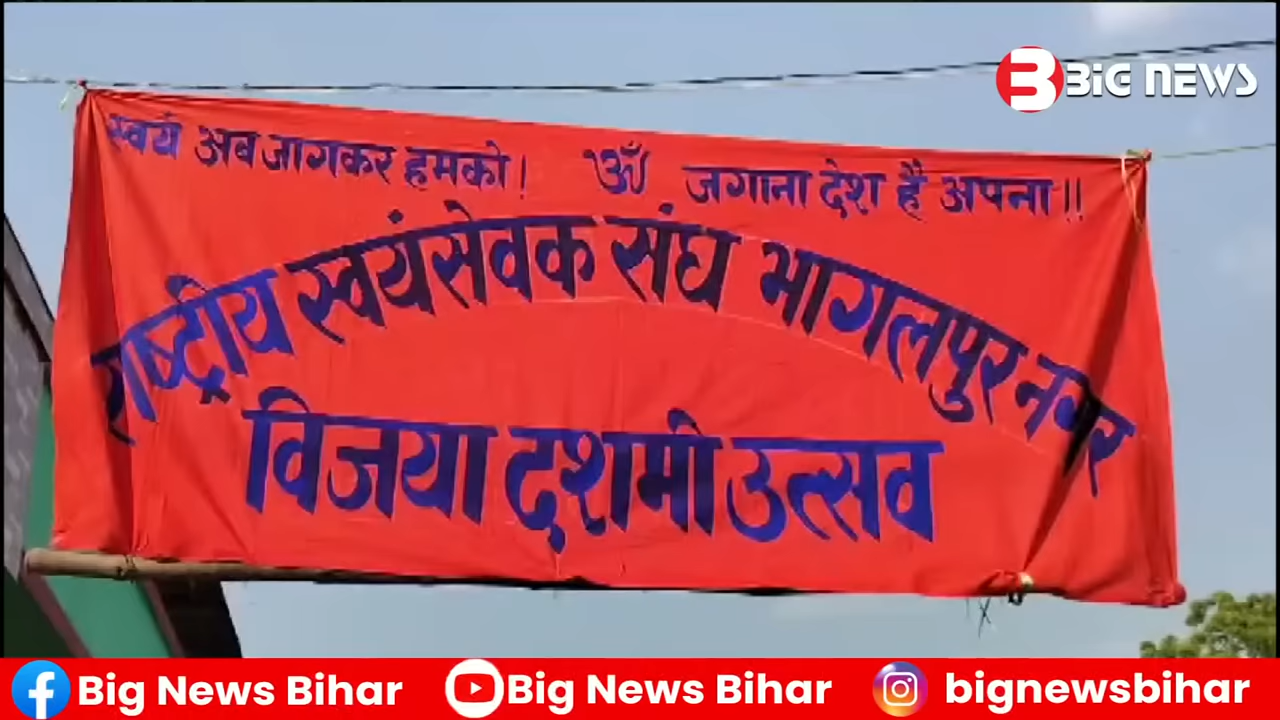 BiG NEWS
स्वयं अब जागकर हमको! ॐ जगाना देश है अपना॥
राष्ट्रीय स्वयंसेवक संघ भागलपुर नगर
विजया दशमी उत्सव
Big News Bihar Big News Bihar bignewsbihar